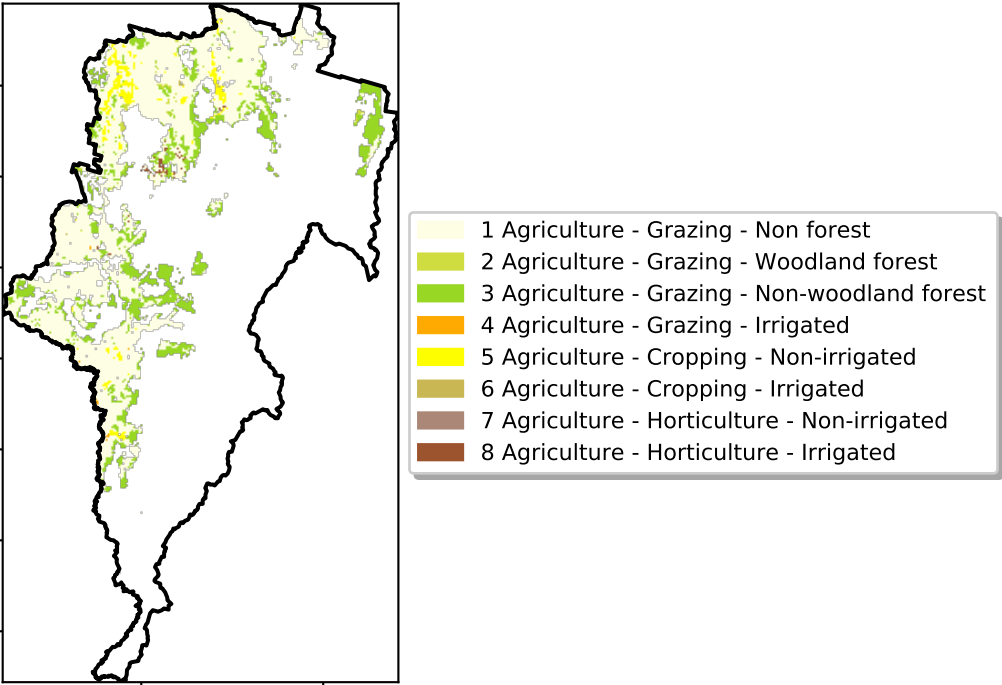 1 Agriculture - Grazing - Non forest
2 Agriculture - Grazing - Woodland forest
3 Agriculture - Grazing - Non-woodland forest
4 Agriculture - Grazing - Irrigated
5 Agriculture - Cropping - Non-irrigated
6 Agriculture - Cropping - Irrigated
7 Agriculture - Horticulture - Non-irrigated
8 Agriculture - Horticulture - Irrigated